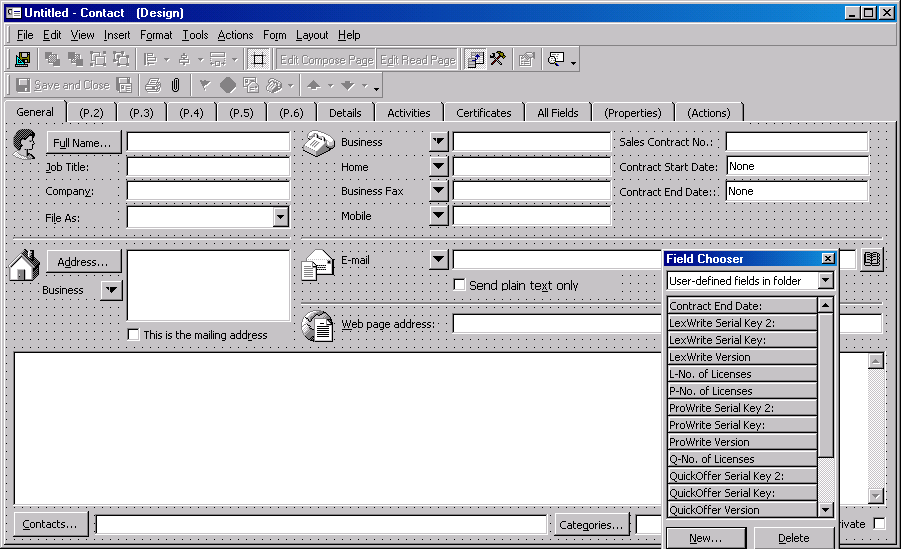 Untitled - Contact (Design)
File Edit View Insert Format Tools Actions Form Layout Help
Edit Compose Page Edit Read Page
Save and Close
General (P.2) (P.3) (P.4) (P.5) (P.6) Details Activities Certificates All Fields (Properties) (Actions)
Full Name... Business Sales Contract No.:
Job Title: Home Contract Start Date: None
Company: Business Fax Contract End Date:: None
File As: Mobile
Address... E-mail
Field Chooser
Business Send plain text only
User-defined fields in folder
This is the mailing address Web page address:
Contract End Date:
LexWrite Serial Key 2:
LexWrite Serial Key:
LexWrite Version
L-No. of Licenses
P-No. of Licenses
ProWrite Serial Key 2:
ProWrite Serial Key:
ProWrite Version
Q-No. of Licenses
QuickOffer Serial Key 2:
QuickOffer Serial Key:
QuickOffer Version
Contacts... Categories... ivate
New... Delete